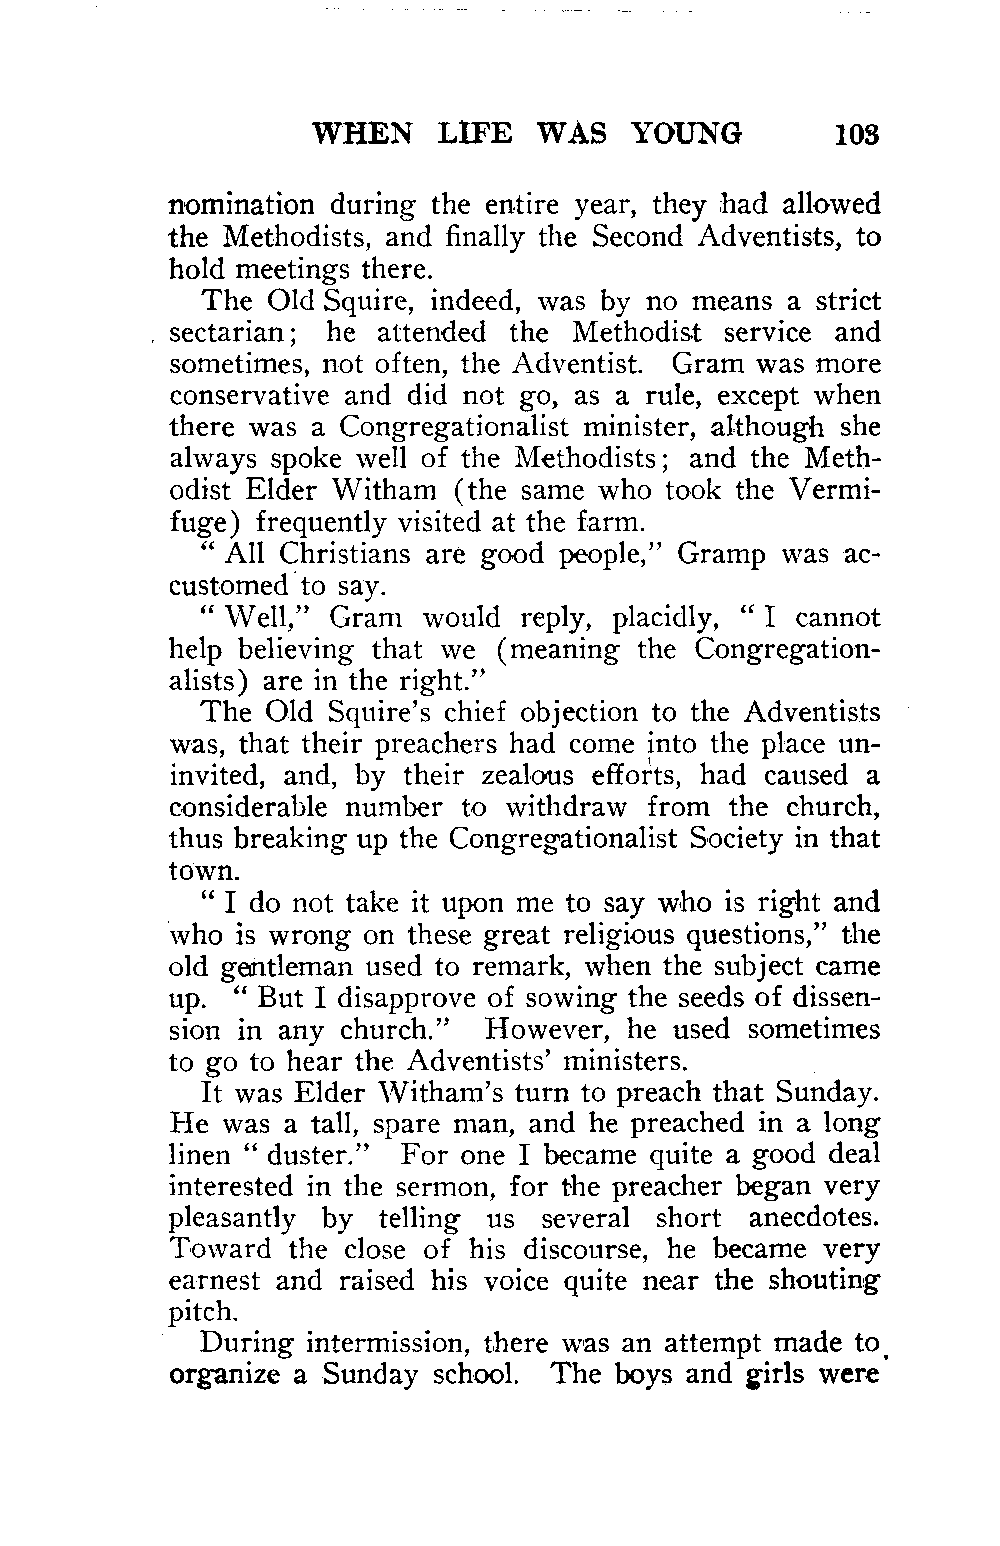 WHEN LIFE WAS YOUNG 103
nomination during the entire year, they had allowed
the Methodists, and finally the Second Adventists, to
hold meetings there.
The Old Squire, indeed, was by no means a strict
sectarian; he attended the Methodist service and
sometimes, not often, the Adventist. Gram was more
conservative and did not go, as a rule, except when
there was a Congregationalist minister, although she
always spoke well of the Methodists; and the Meth-
odist Elder Witham (the same who took the Vermi-
fuge) frequently visited at the farm.
“ All Christians are good people,” Gramp was ac-
customed to say.
“ Well,” Gram would reply, placidly, “ I cannot
help believing that we (meaning the Congregation-
alists) are in the right.”
The Old Squire’s chief objection to the Adventists
was, that their preachers had come into the place un-
invited, and, by their zealous efforts, had caused a
considerable number to withdraw from the church,
thus breaking up the Congregationalist Society in that
town.
“ I do not take it upon me to say who is right and
who is wrong on these great religious questions,” the
old gentleman used to remark, when the subject came
up. “ But I disapprove of sowing the seeds of dissen-
sion in any church.” However, he used sometimes
to go to hear the Adventists’ ministers.
It was Elder Witham’s turn to preach that Sunday.
He was a tall, spare man, and he preached in a long
linen “ duster.” For one I became quite a good deal
interested in the sermon, for the preacher began very
pleasantly by telling us several short anecdotes.
Toward the close of his discourse, he became very
earnest and raised his voice quite near the shouting
pitch.
During intermission, there was an attempt made to
organize a Sunday school. The boys and girls were